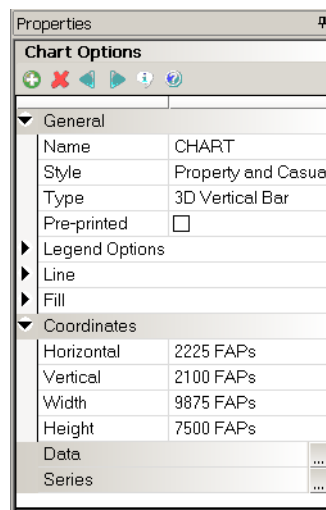 Properties
Chart Options
General
Name CHART
Style Property and Casua
Type 3D Vertical Bar
Pre-printed
Legend Options
Line
Fill
Coordinates
Horizontal 2225 FAPs
Vertical 2100 FAPs
Width 9875 FAPs
Height 7500 FAPs
Data ...
Series ...